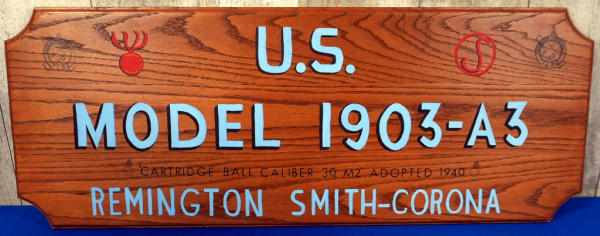 U.S.
S
MODEL 1903-A3
CARTRIDGE BALL CALIBER 30 M2 ADOPTED 1940
REMINGTON SMITH-CORONA